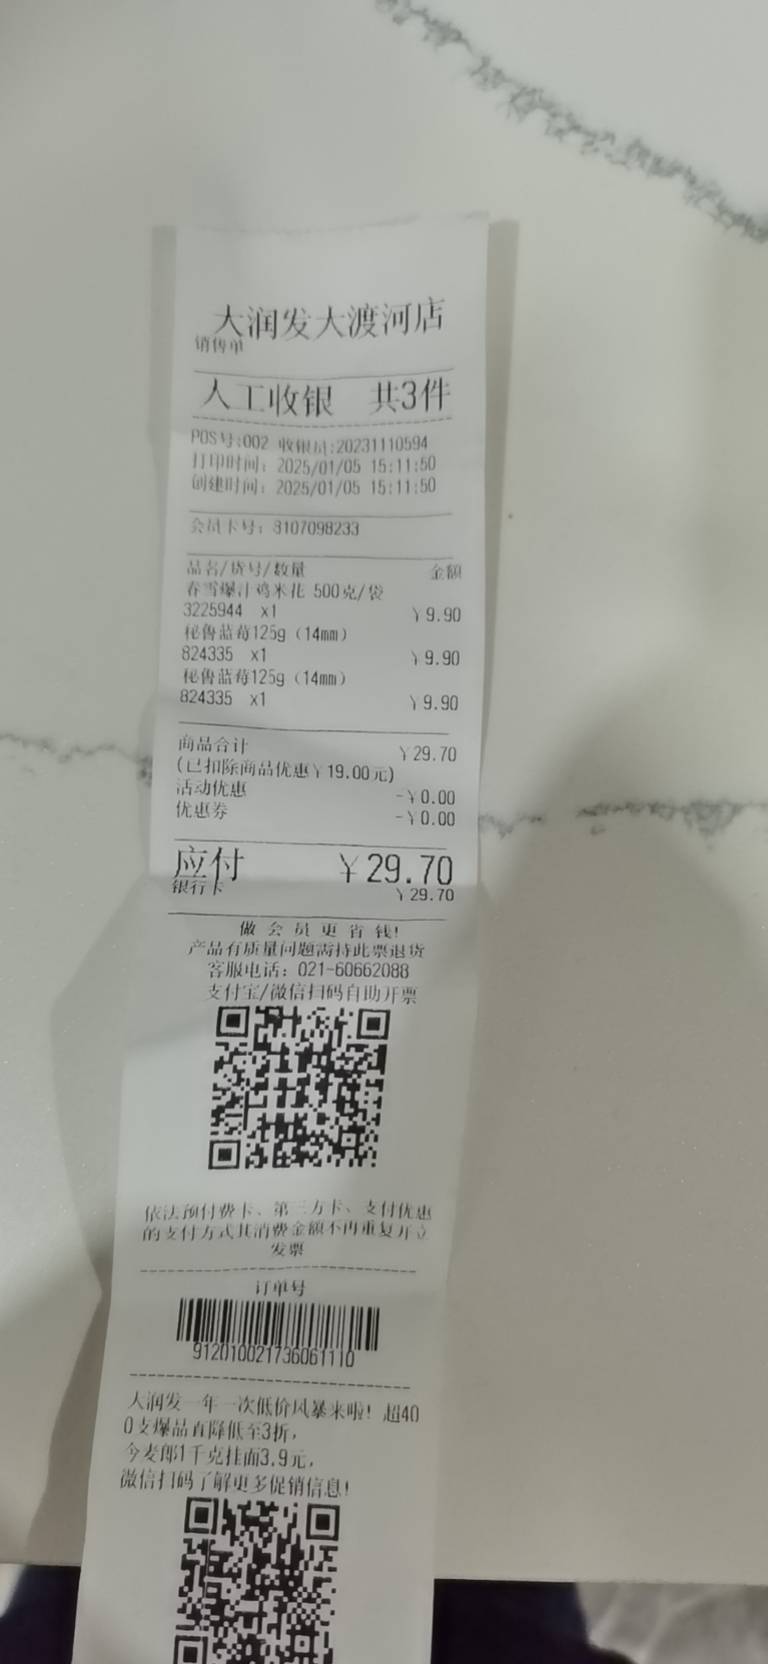 大润发大渡河店
销售单
人工收银 共3件
POS号:002 收银员:20231110594
打印时间: 2025/01/05 15:11:50
创建时间: 2025/01/05 15:11:50
会员卡号: 3107098233
品名/货号/数量 金额
春雪爆汁鸡米花 500克/袋
3225944 x1 ¥9.90
秘鲁蓝莓125g（14mm）
824335 x1 ¥9.90
秘鲁蓝莓125g（14mm）
824335 x1 ¥9.90
商品合计 ¥29.70
(已扣除商品优惠¥19.00元)
活动优惠 -¥0.00
优惠券 -¥0.00
应付 ¥29.70
银行卡 ¥29.70
做 会 员 更 省 钱!
产品有质量问题需持此票退货
客服电话: 021-60662088
支付宝/微信扫码自助开票
依法预付费卡、第三方卡、支付优惠
的支付方式其消费金额不再重复开立
发票
订单号
912010021736061110
大润发一年一次低价风暴来啦! 超40
0支爆品直降低至3折,
今麦郎1千克挂面3.9元,
微信扫码了解更多促销信息!